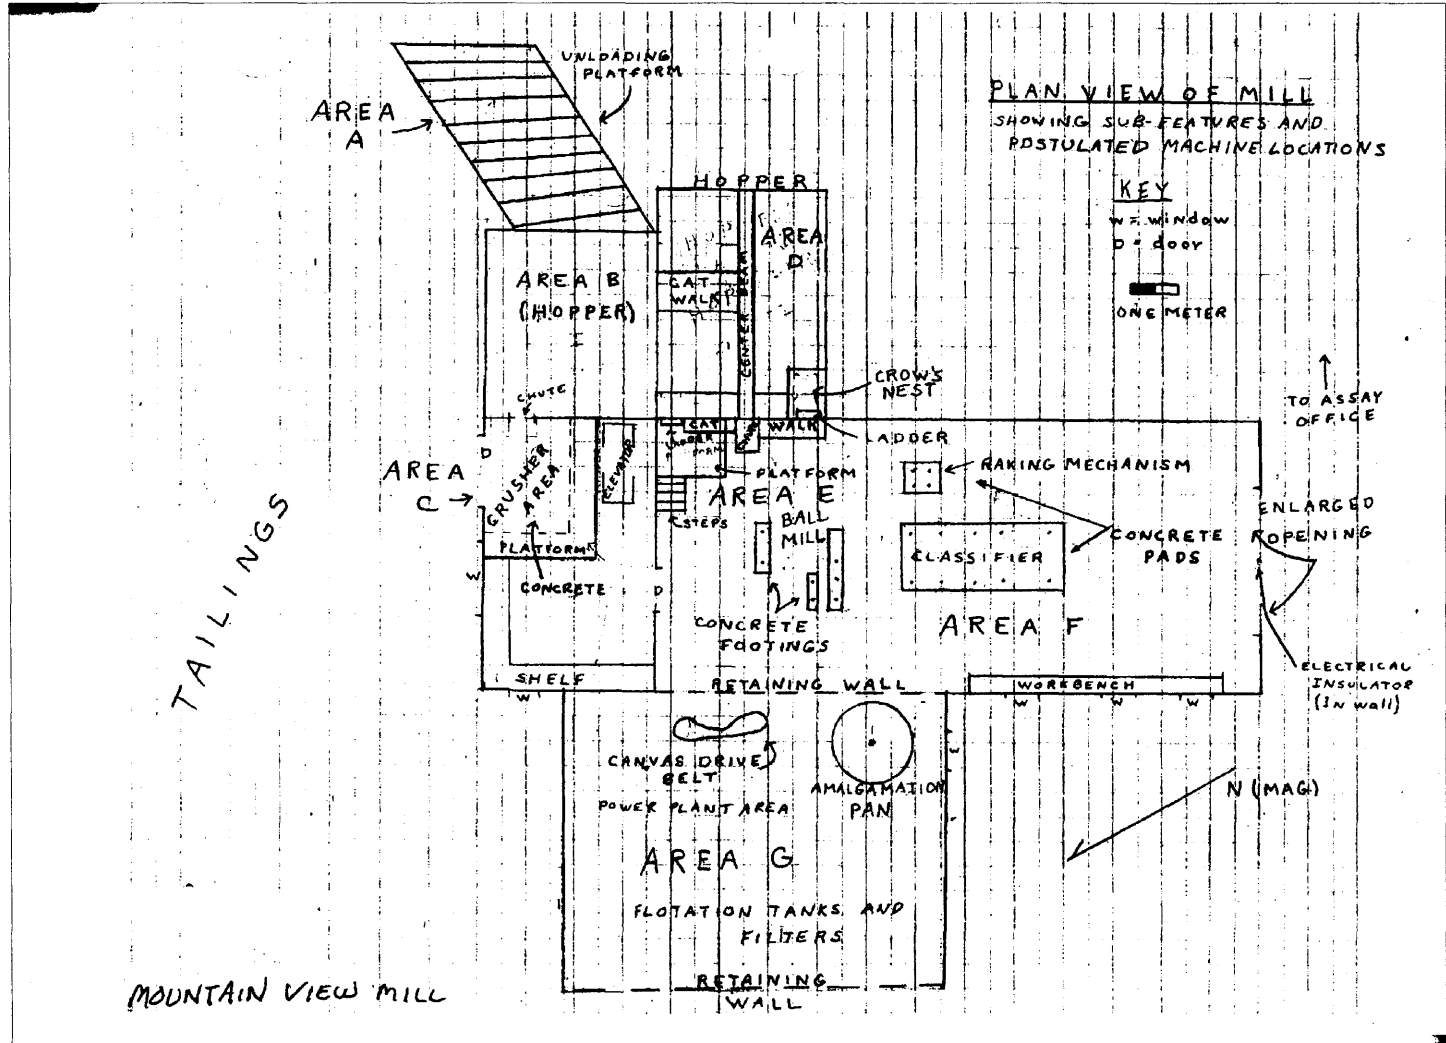 UNLOADING
PLATFORM
AREA
A
PLAN VIEW OF MILL
SHOWING SUB-FEATURES AND
POSTULATED MACHINE LOCATIONS
KEY
W = window
D = door
ONE METER
HOPPER
AREA
D
AREA B
(HOPPER)
CAT
WALK
CENTER BEAM
CROW'S
NEST
LADDER
TO ASSAY
OFFICE
CHUTE
D
AREA
C
CRUSHER
AREA
ELEVATOR
CAT
WALK
PLATFORM
AREA E
STEPS
RAKING MECHANISM
BALL
MILL
CLASSIFIER
CONCRETE
PADS
ENLARGED
OPENING
PLATFORM
W
CONCRETE
D
CONCRETE
FOOTINGS
AREA F
TAILINGS
SHELF
W
RETAINING WALL
WORKBENCH
W
W
W
ELECTRICAL
INSULATOR
(In wall)
CANVAS DRIVE
BELT
AMALGAMATION
PAN
POWER PLANT AREA
N (MAG)
AREA G
FLOTATION TANKS AND
FILTERS
RETAINING
WALL
MOUNTAIN VIEW MILL